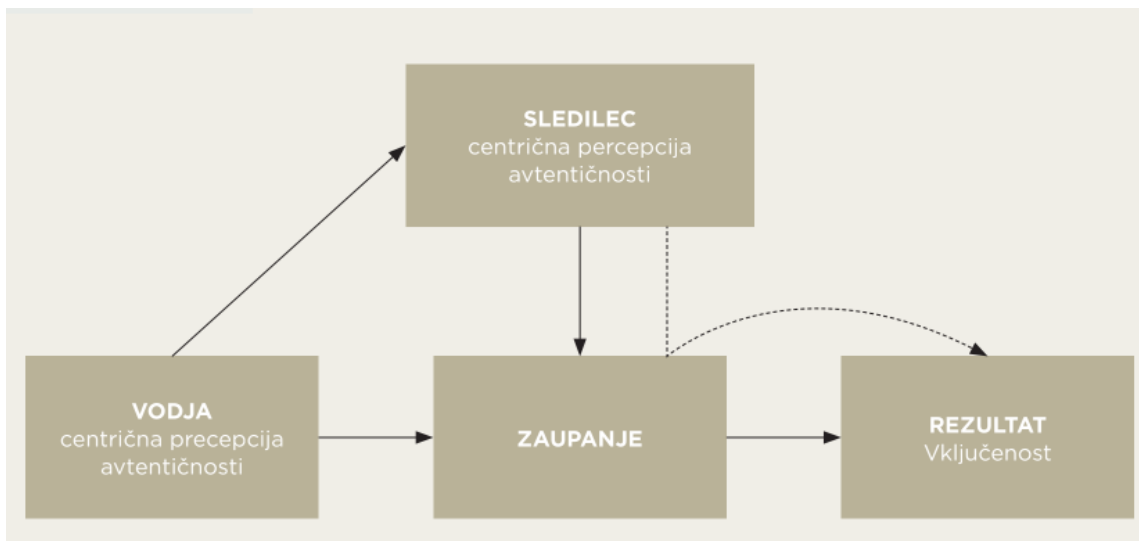 SLEDILEC
centrična percepcija
avtentičnosti
VODJA
centrična precepcija
avtentičnosti
ZAUPANJE
REZULTAT
Vključenost